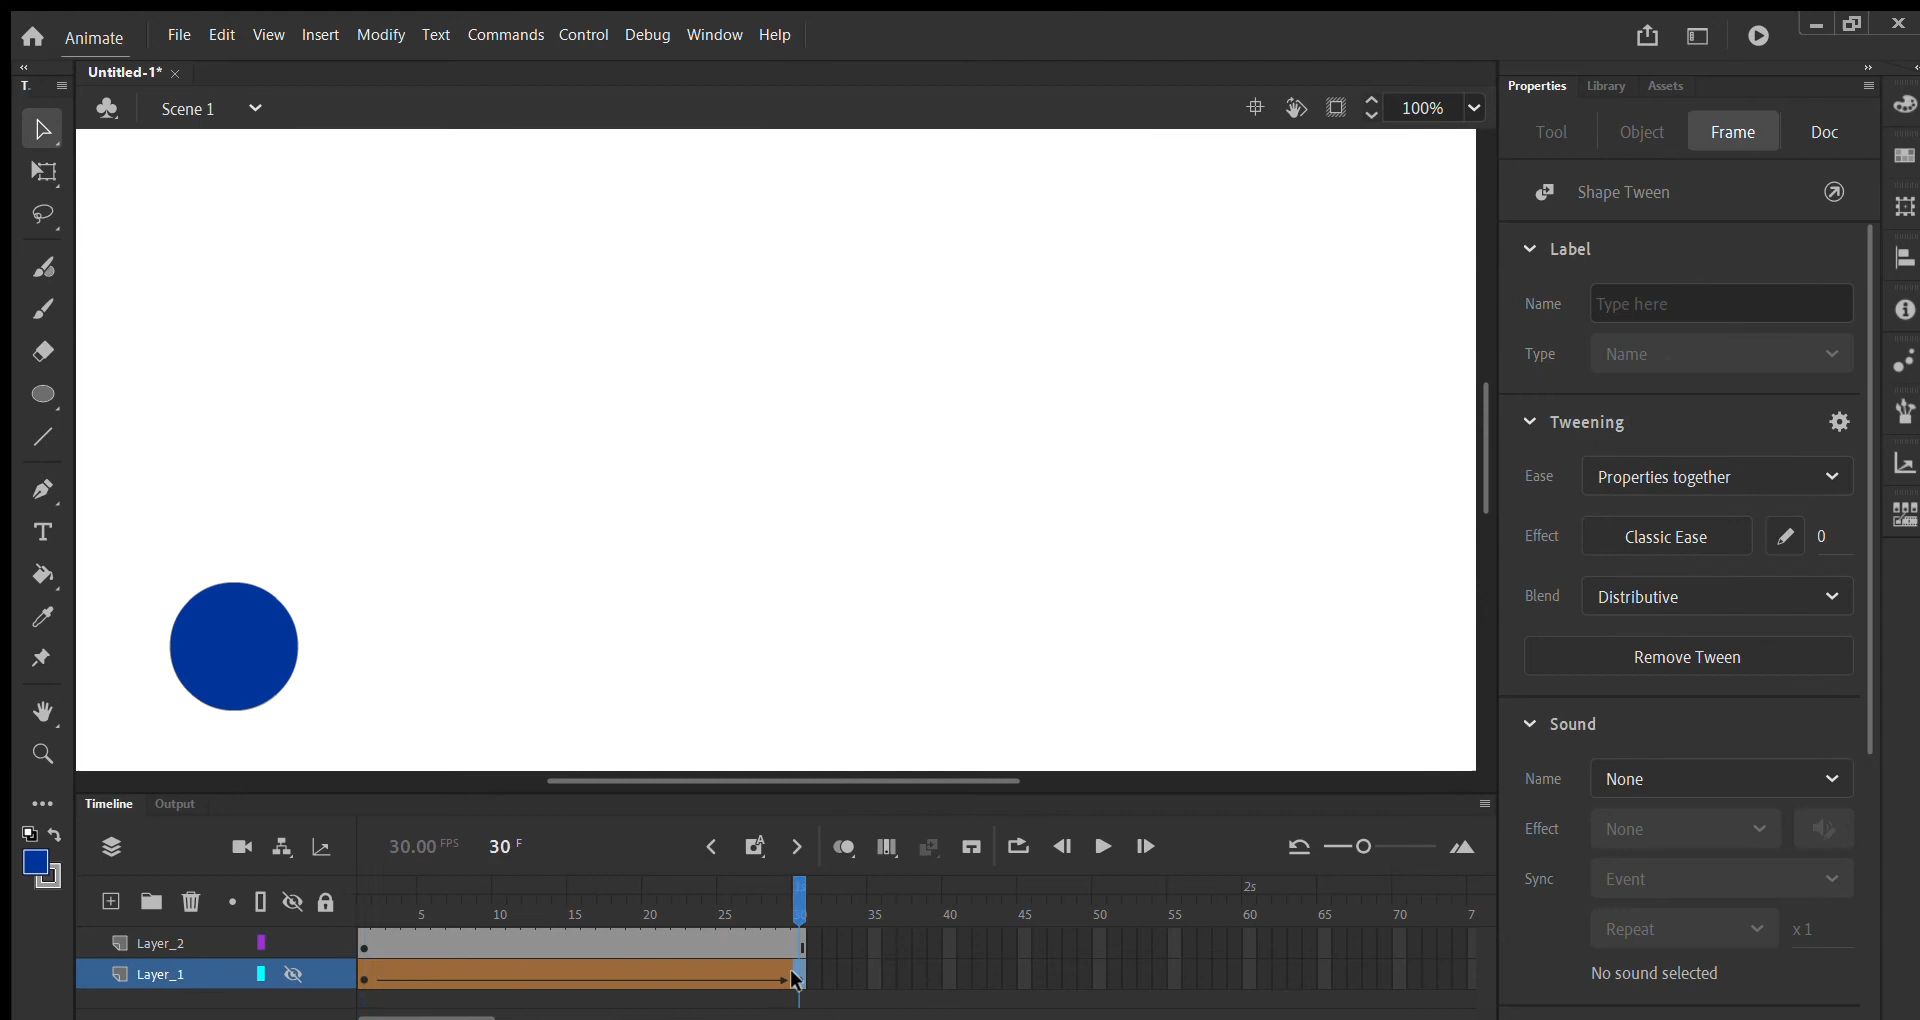 Animate File Edit View Insert Modify Text Commands Control Debug Window Help
Untitled-1*
Scene 1 100%
T.
Properties Library Assets
Tool Object Frame Doc
Shape Tween
Label
Name Type here
Type Name
Tweening
Ease Properties together
Effect Classic Ease 0
Blend Distributive
Remove Tween
Sound
Name None
Effect None
Sync Event
Repeat x 1
No sound selected
Timeline Output
30.00 FPS 30 F
1s 2s
5 10 15 20 25 30 35 40 45 50 55 60 65 70 7
Layer_2
Layer_1